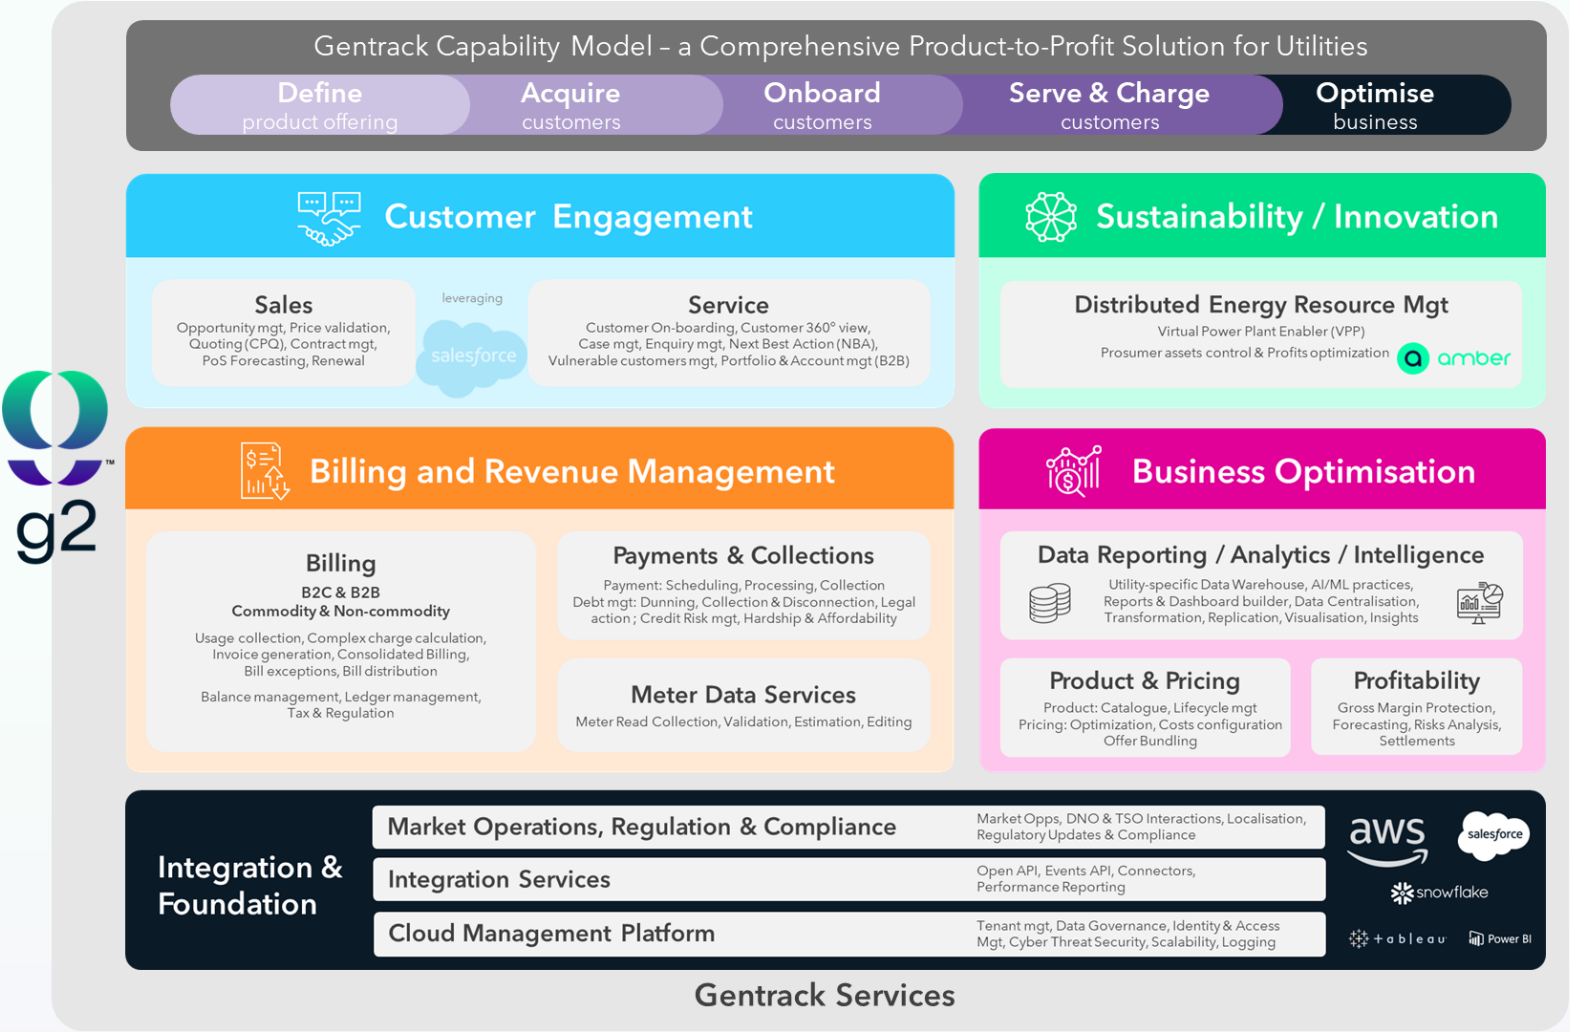 Gentrack Capability Model – a Comprehensive Product-to-Profit Solution for Utilities
Define
product offering
Acquire
customers
Onboard
customers
Serve & Charge
customers
Optimise
business
Customer Engagement
Sales
Opportunity mgt, Price validation,
Quoting (CPQ), Contract mgt,
PoS Forecasting, Renewal
leveraging
salesforce
Service
Customer On-boarding, Customer 360° view,
Case mgt, Enquiry mgt, Next Best Action (NBA),
Vulnerable customers mgt, Portfolio & Account mgt (B2B)
Sustainability / Innovation
Distributed Energy Resource Mgt
Virtual Power Plant Enabler (VPP)
Prosumer assets control & Profits optimization
a amber
™
g2
Billing and Revenue Management
Billing
B2C & B2B
Commodity & Non-commodity
Usage collection, Complex charge calculation,
Invoice generation, Consolidated Billing,
Bill exceptions, Bill distribution
Balance management, Ledger management,
Tax & Regulation
Payments & Collections
Payment: Scheduling, Processing, Collection
Debt mgt: Dunning, Collection & Disconnection, Legal
action ; Credit Risk mgt, Hardship & Affordability
Meter Data Services
Meter Read Collection, Validation, Estimation, Editing
Business Optimisation
Data Reporting / Analytics / Intelligence
Utility-specific Data Warehouse, AI/ML practices,
Reports & Dashboard builder, Data Centralisation,
Transformation, Replication, Visualisation, Insights
Product & Pricing
Product: Catalogue, Lifecycle mgt
Pricing: Optimization, Costs configuration
Offer Bundling
Profitability
Gross Margin Protection,
Forecasting, Risks Analysis,
Settlements
Integration &
Foundation
Market Operations, Regulation & Compliance
Market Opps, DNO & TSO Interactions, Localisation,
Regulatory Updates & Compliance
Integration Services
Open API, Events API, Connectors,
Performance Reporting
Cloud Management Platform
Tenant mgt, Data Governance, Identity & Access
Mgt, Cyber Threat Security, Scalability, Logging
aws
salesforce
snowflake
+ a b l e a u
Power BI
Gentrack Services